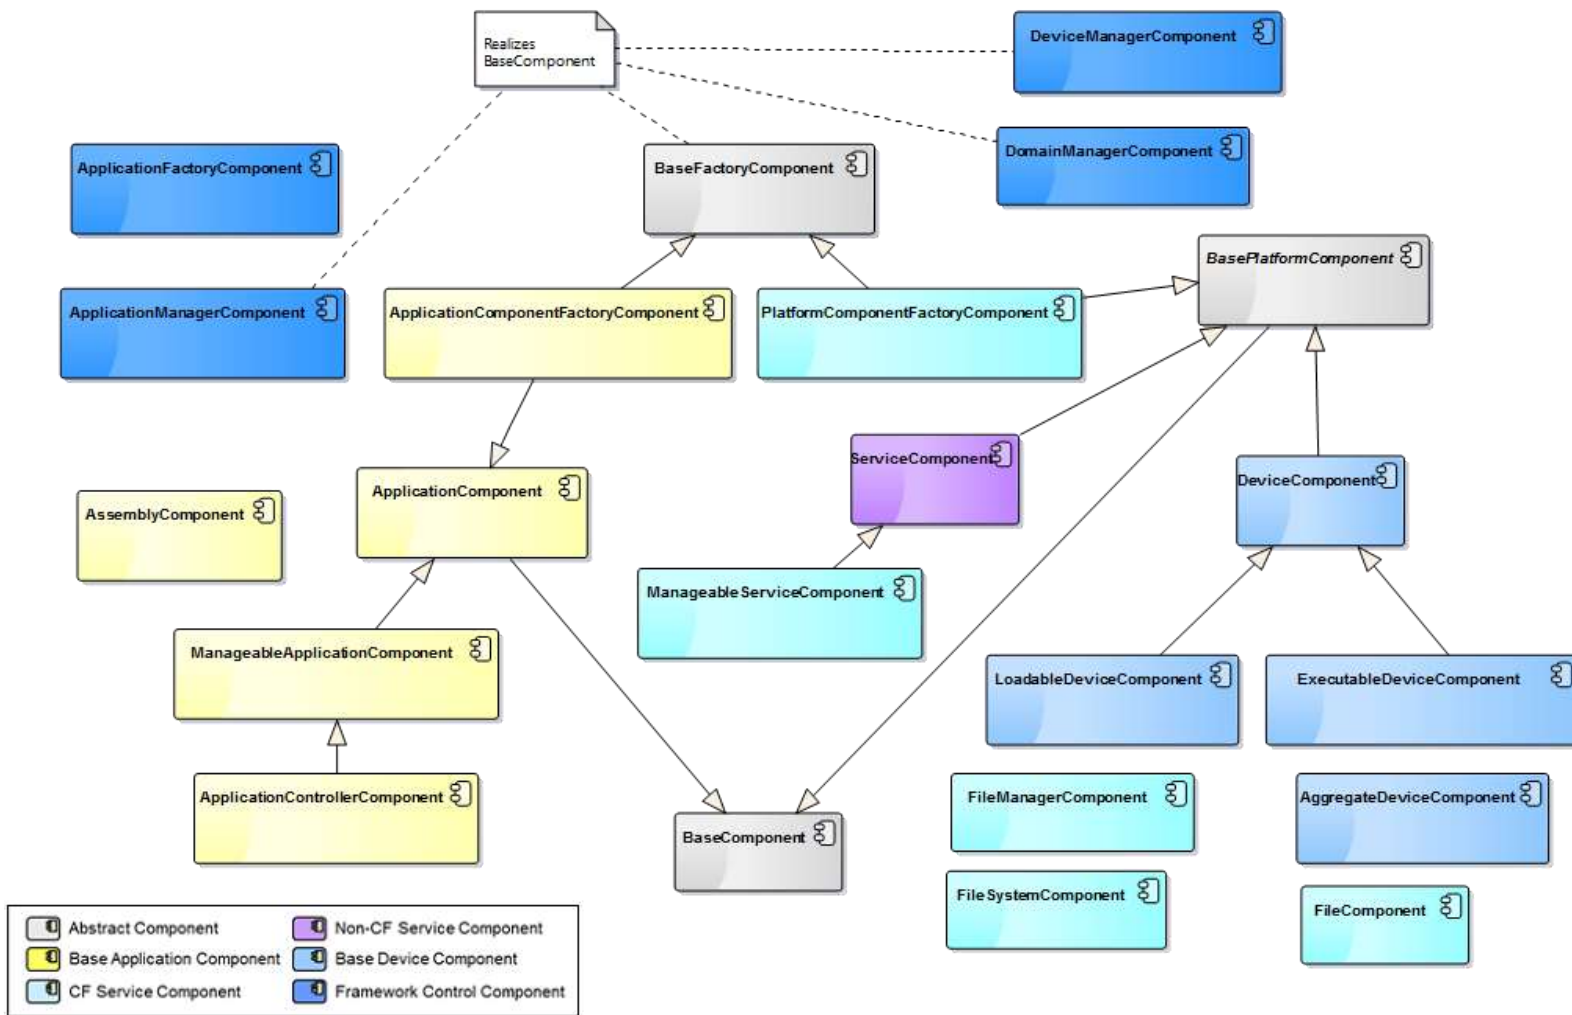 Realizes
BaseComponent
DeviceManagerComponent
ApplicationFactoryComponent
BaseFactoryComponent
DomainManagerComponent
BasePlatformComponent
ApplicationManagerComponent
ApplicationComponentFactoryComponent
PlatformComponentFactoryComponent
ServiceComponent
DeviceComponent
ApplicationComponent
AssemblyComponent
ManageableServiceComponent
ManageableApplicationComponent
LoadableDeviceComponent
ExecutableDeviceComponent
ApplicationControllerComponent
FileManagerComponent
AggregateDeviceComponent
BaseComponent
FileSystemComponent
FileComponent
Abstract Component
Non-CF Service Component
Base Application Component
Base Device Component
CF Service Component
Framework Control Component